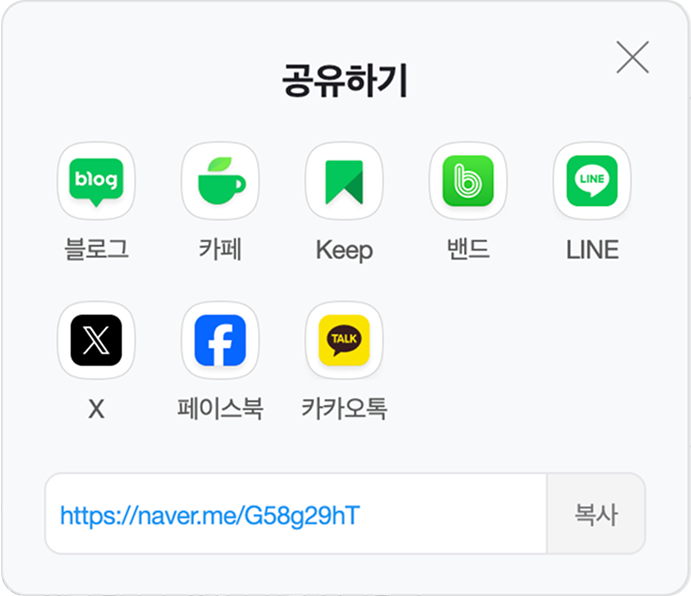 공유하기
blog
LINE
블로그 카페 Keep 밴드 LINE
TALK
X 페이스북 카카오톡
https://naver.me/G58g29hT 복사